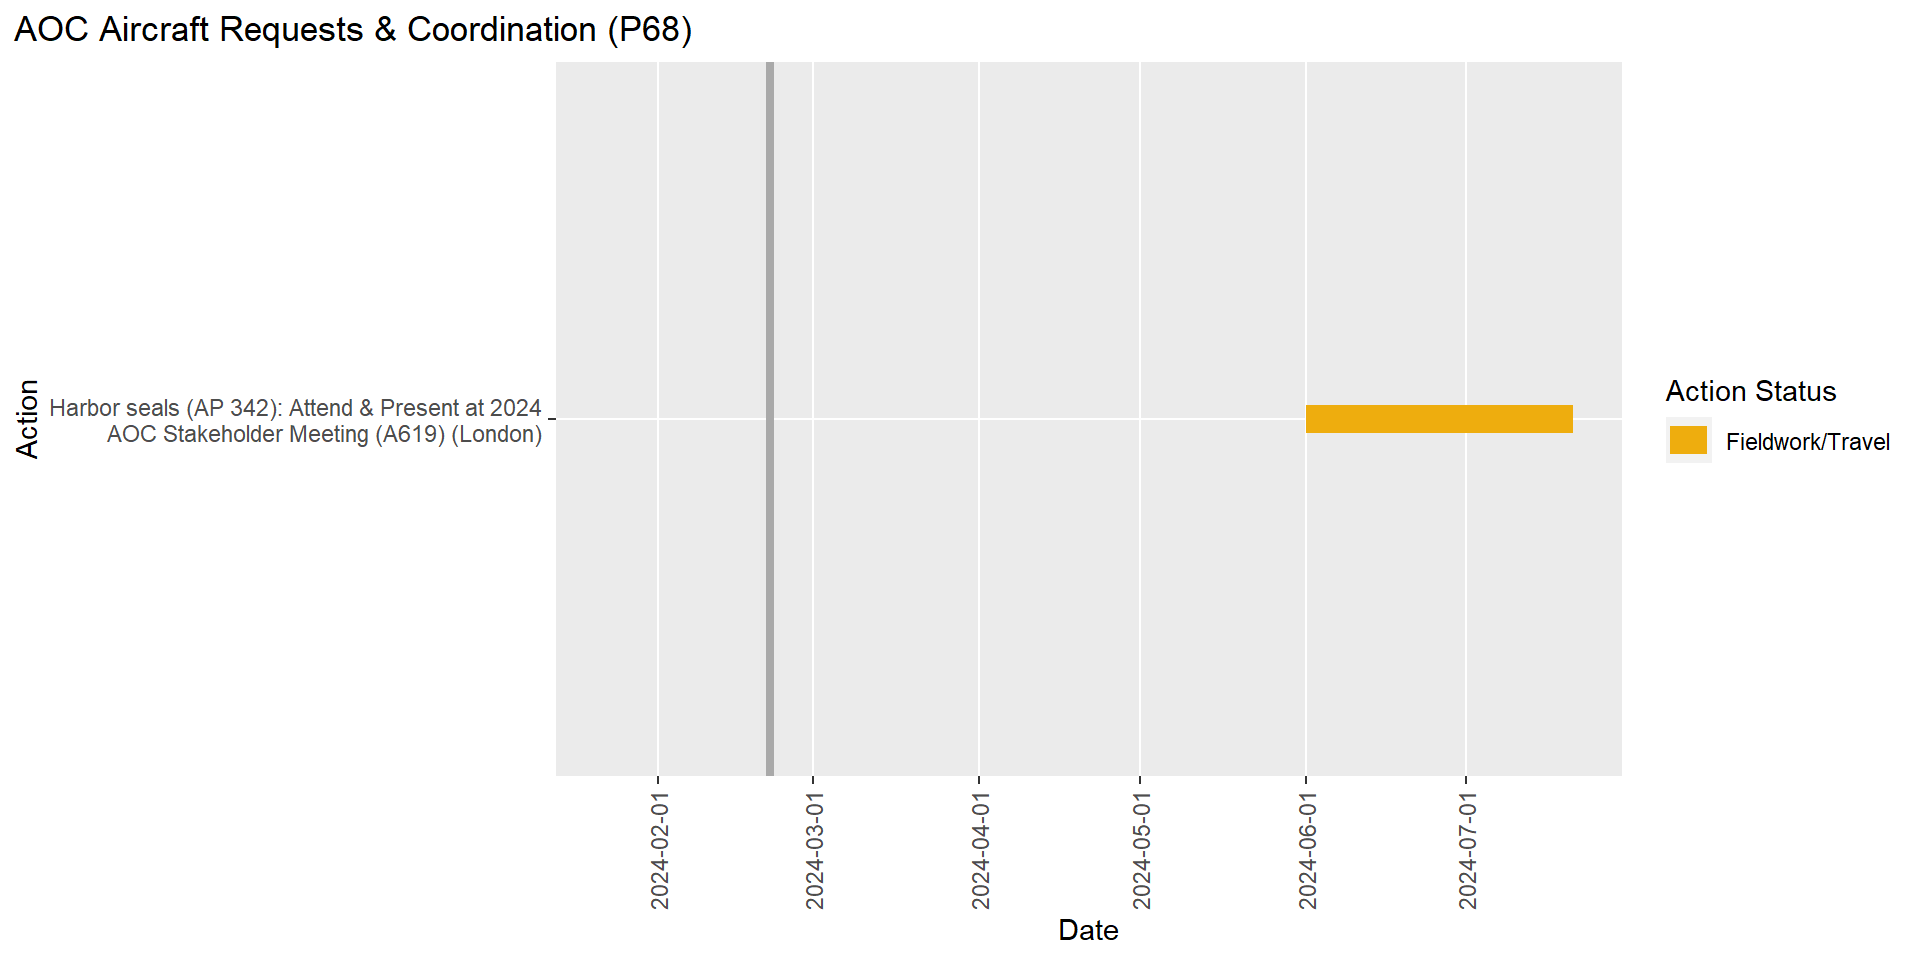 AOC Aircraft Requests & Coordination (P68)
Action
Harbor seals (AP 342): Attend & Present at 2024
AOC Stakeholder Meeting (A619) (London)
2024-02-01
2024-03-01
2024-04-01
2024-05-01
2024-06-01
2024-07-01
Date
Action Status
Fieldwork/Travel